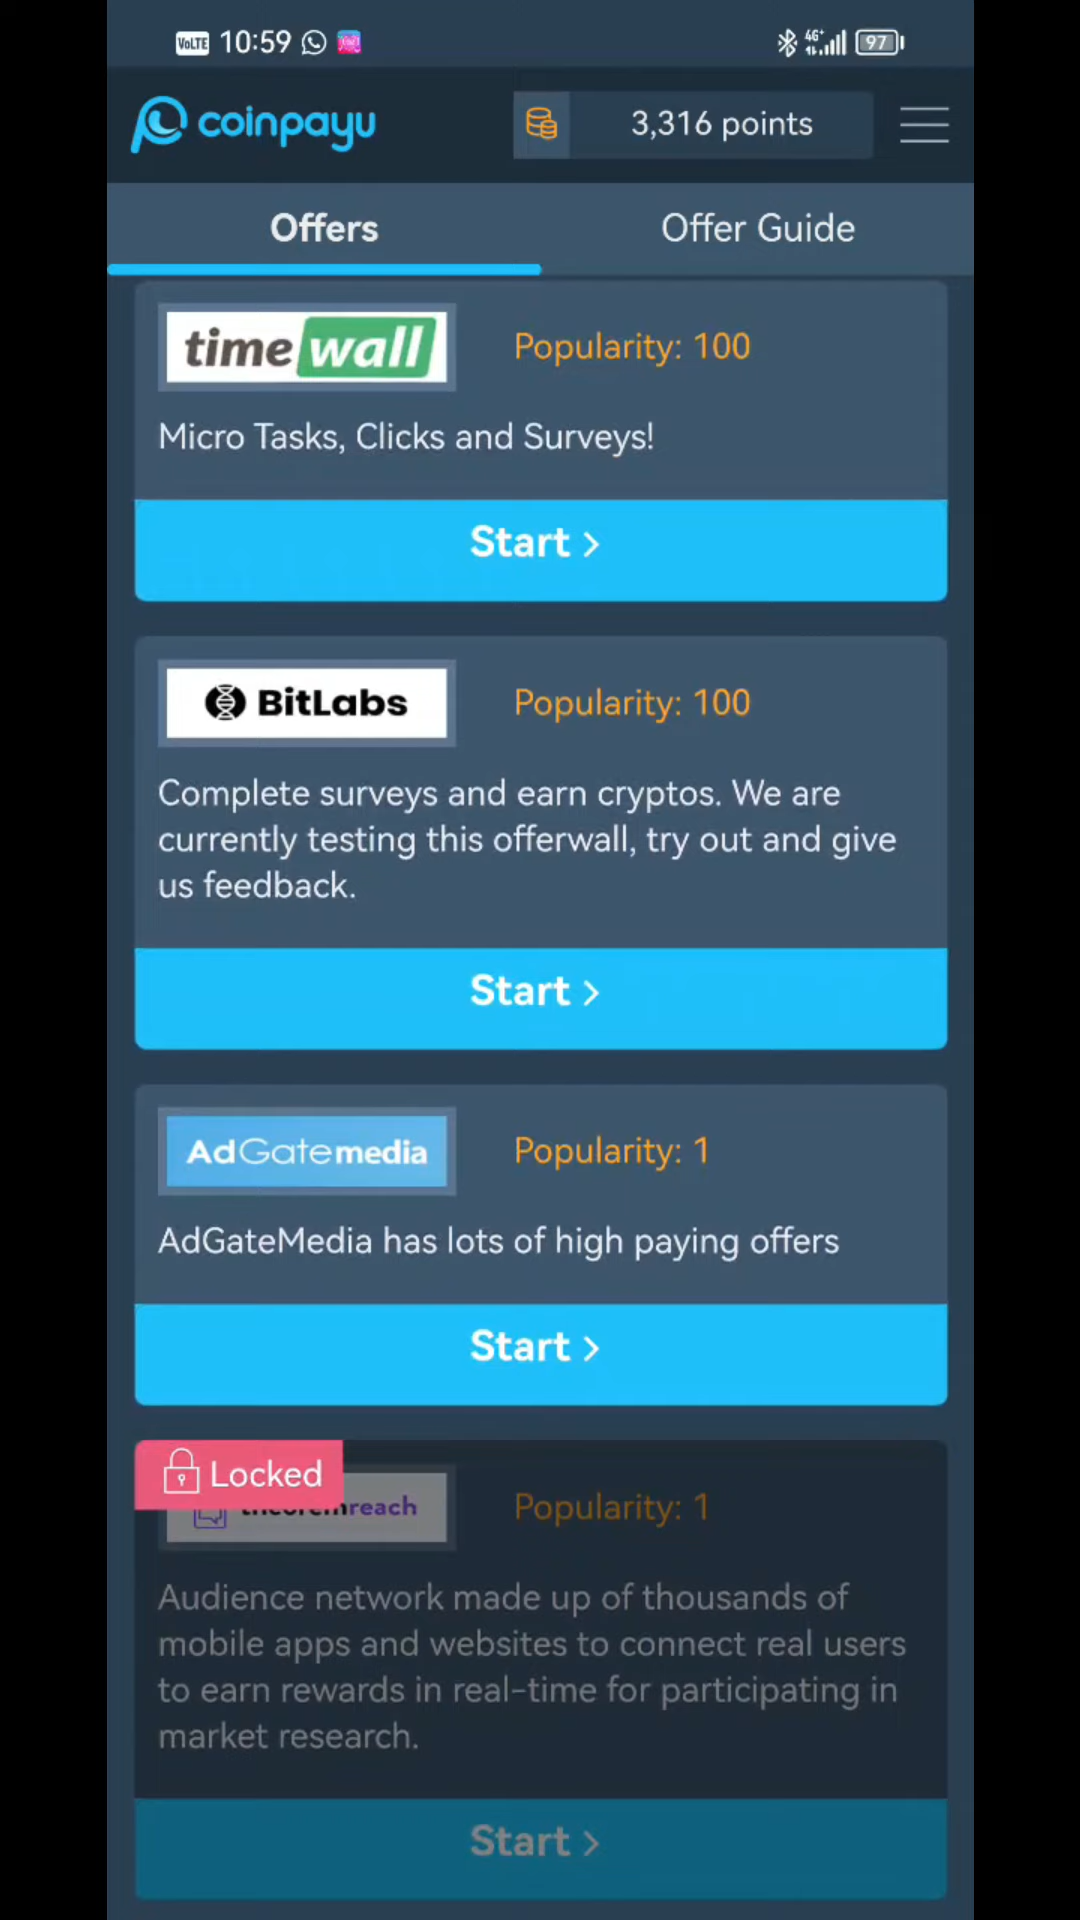 VoLTE 10:59 4G+ 97
coinpayu 3,316 points
Offers Offer Guide
timewall Popularity: 100
Micro Tasks, Clicks and Surveys!
Start >
BitLabs Popularity: 100
Complete surveys and earn cryptos. We are
currently testing this offerwall, try out and give
us feedback.
Start >
AdGatemedia Popularity: 1
AdGateMedia has lots of high paying offers
Start >
Locked
theoremreach Popularity: 1
Audience network made up of thousands of
mobile apps and websites to connect real users
to earn rewards in real-time for participating in
market research.
Start >